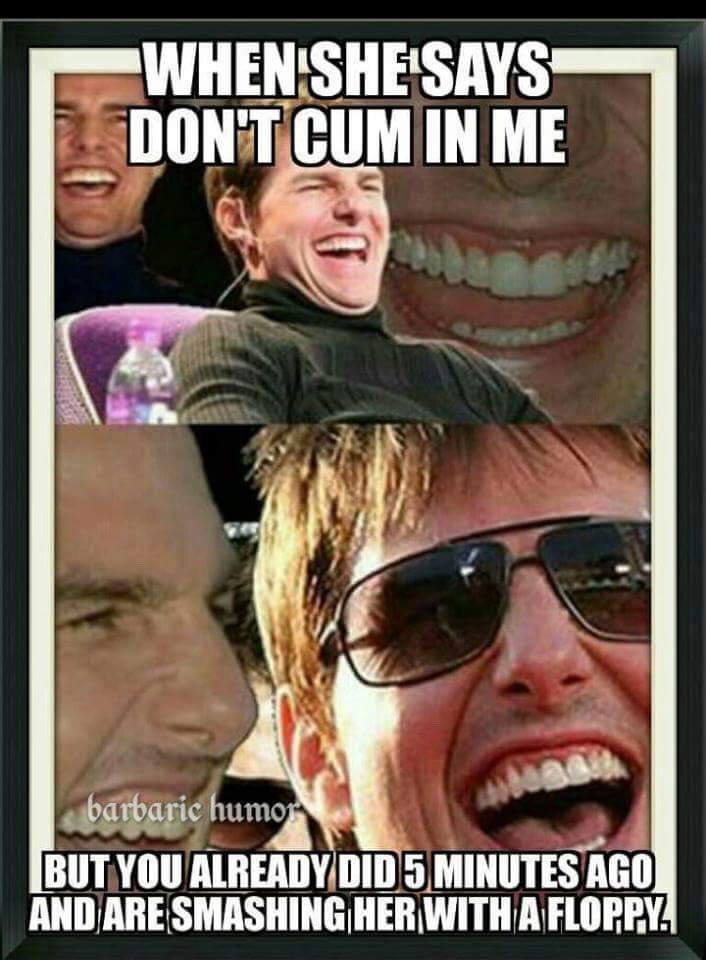 WHEN SHE SAYS
DON'T CUM IN ME
barbaric humor
BUT YOU ALREADY DID 5 MINUTES AGO
AND ARE SMASHING HER WITH A FLOPPY.